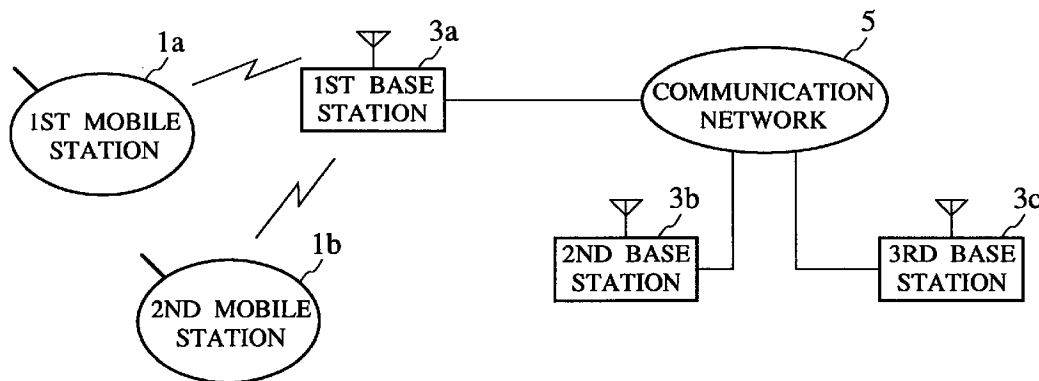 1a
1ST MOBILE
STATION
3a
1ST BASE
STATION
5
COMMUNICATION
NETWORK
1b
2ND MOBILE
STATION
3b
2ND BASE
STATION
3c
3RD BASE
STATION